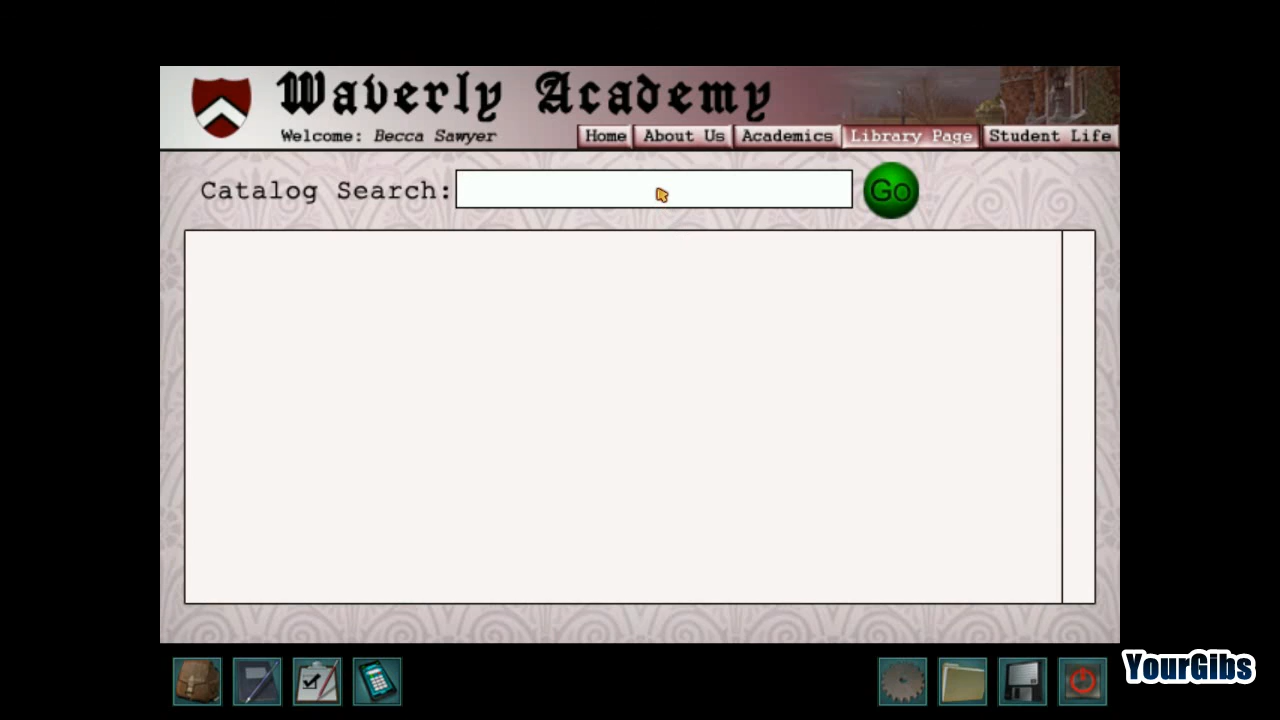 Waverly Academy
Welcome: Becca Sawyer
Home About Us Academics Library Page Student Life
Catalog Search: Go
YourGibs